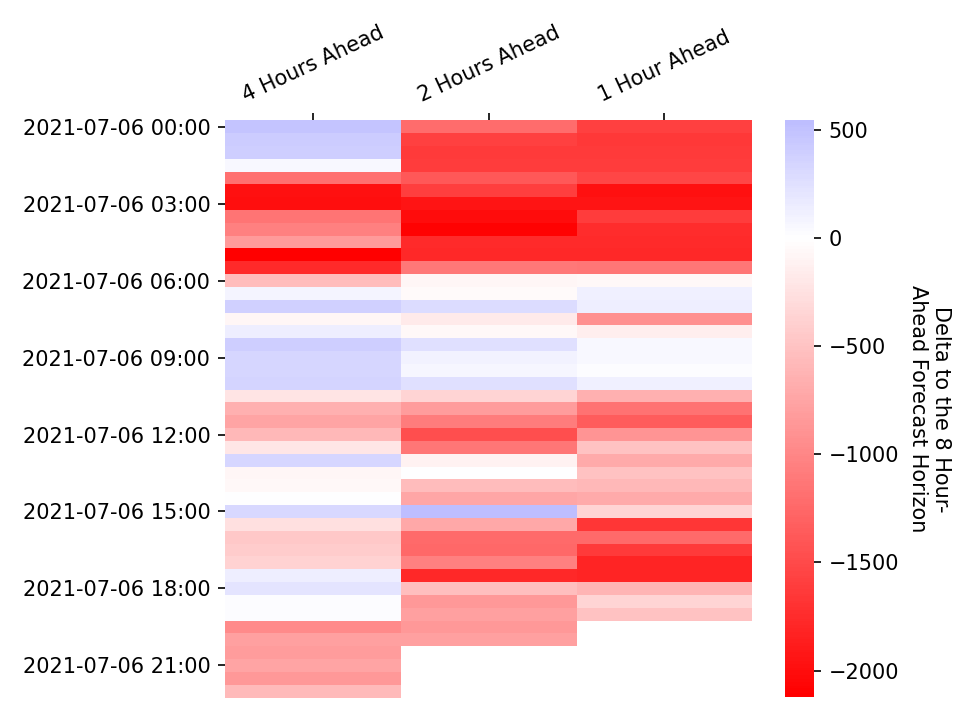 4 Hours Ahead
2 Hours Ahead
1 Hour Ahead
2021-07-06 00:00
2021-07-06 03:00
2021-07-06 06:00
2021-07-06 09:00
2021-07-06 12:00
2021-07-06 15:00
2021-07-06 18:00
2021-07-06 21:00
500
0
−500
−1000
−1500
−2000
Delta to the 8 Hour-
Ahead Forecast Horizon